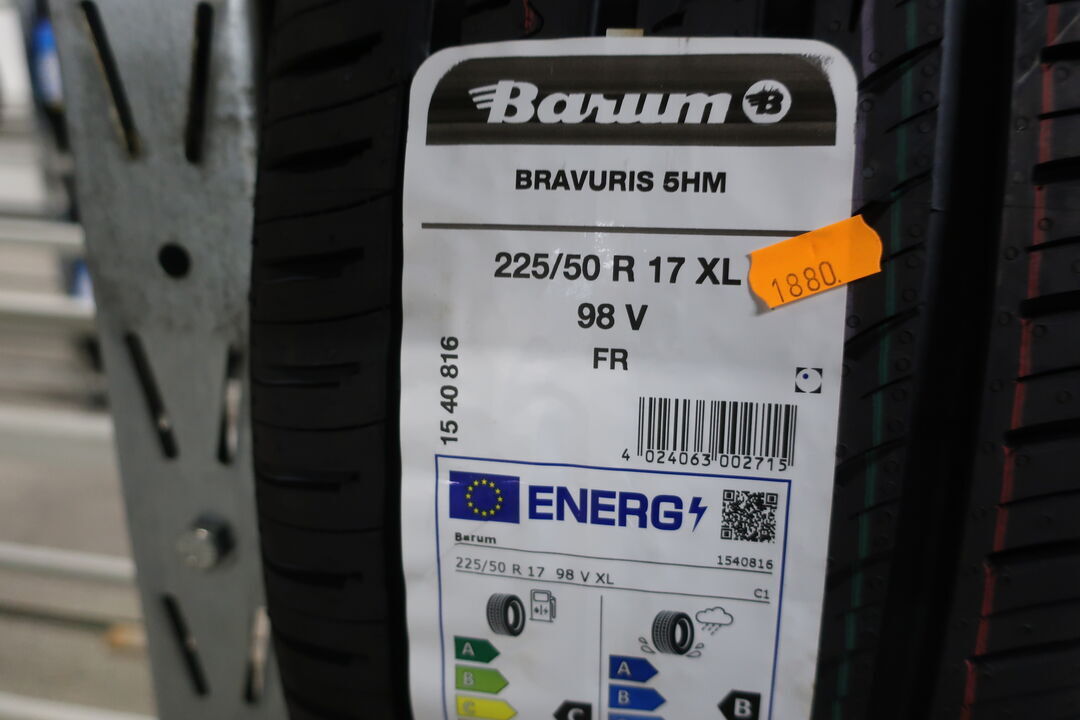 Barum B
BRAVURIS 5HM
225/50 R 17 XL
1880.
98 V
FR
15 40 816
4 024063 002715
ENERG
Barum
1540816
225/50 R 17 98 V XL
C1
A
A
B
B
C
C
B